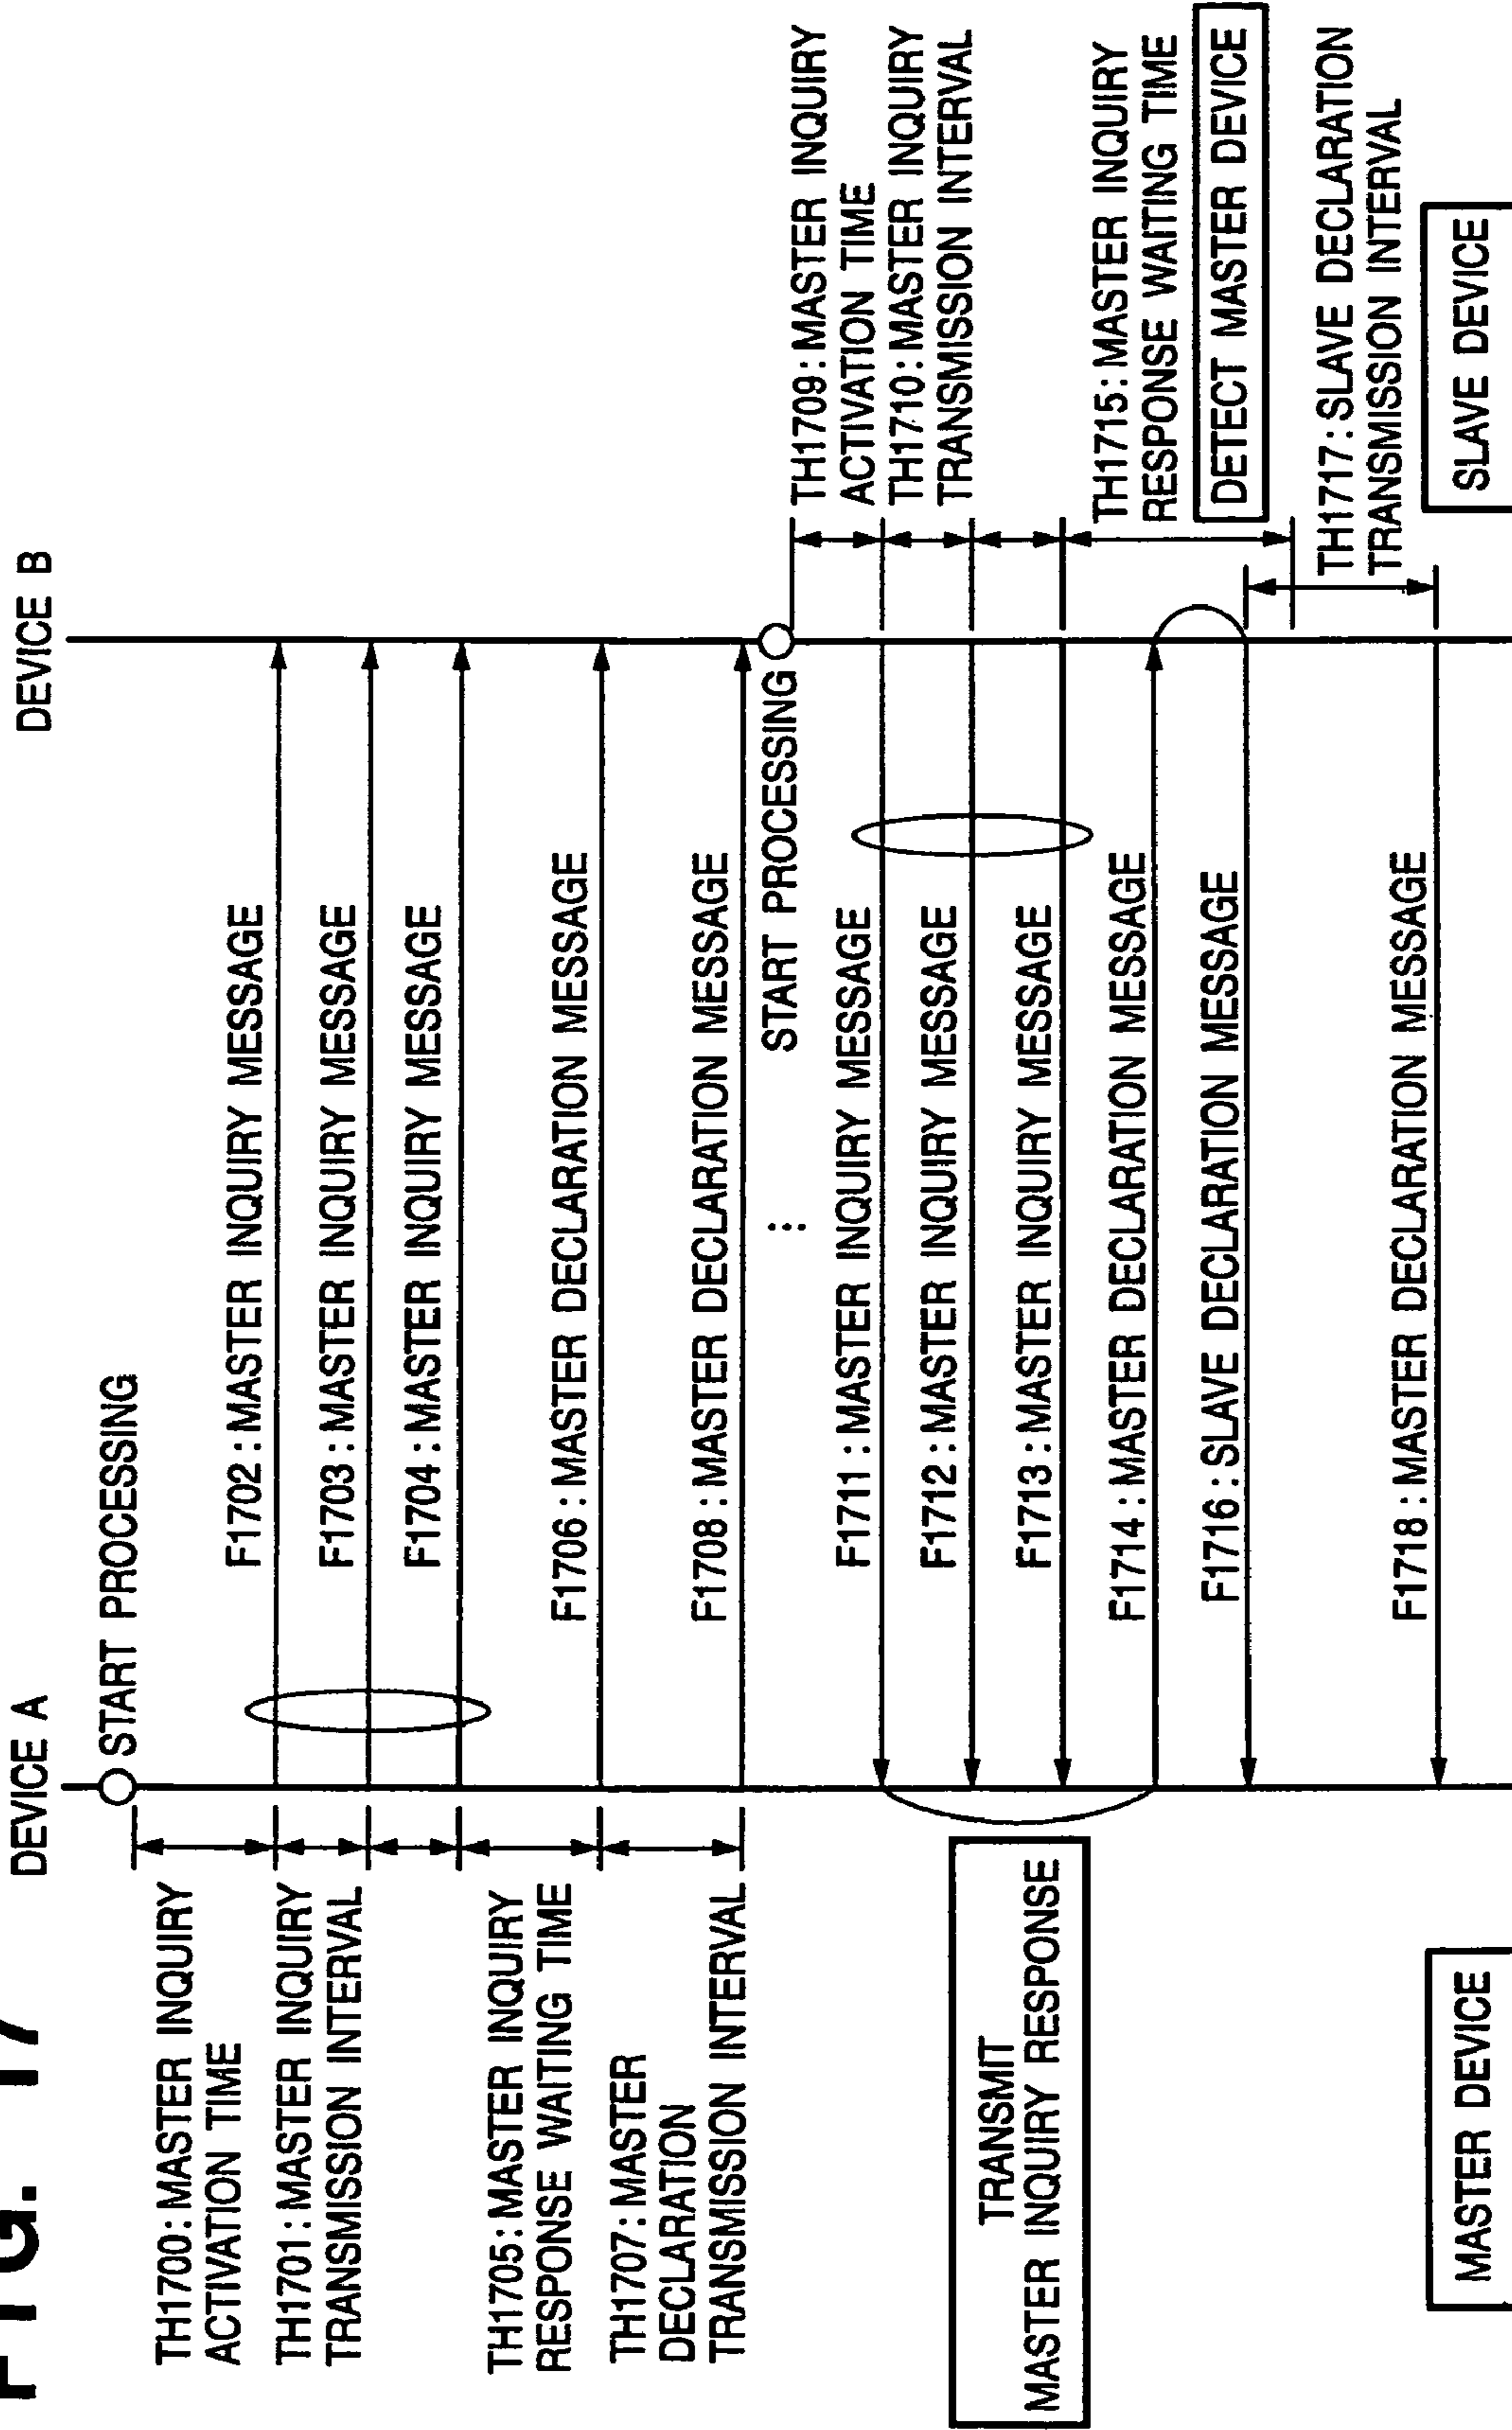 FIG. 17
DEVICE A
DEVICE B
START PROCESSING
TH1700:MASTER INQUIRY
ACTIVATION TIME
F1702:MASTER INQUIRY MESSAGE
TH1701:MASTER INQUIRY
TRANSMISSION INTERVAL
F1703:MASTER INQUIRY MESSAGE
F1704:MASTER INQUIRY MESSAGE
TH1705:MASTER INQUIRY
RESPONSE WAITING TIME
F1706:MASTER DECLARATION MESSAGE
TH1707:MASTER
DECLARATION
TRANSMISSION INTERVAL
F1708:MASTER DECLARATION MESSAGE
START PROCESSING
⋮
TH1709:MASTER INQUIRY
ACTIVATION TIME
F1711:MASTER INQUIRY MESSAGE
TH1710:MASTER INQUIRY
TRANSMISSION INTERVAL
F1712:MASTER INQUIRY MESSAGE
F1713:MASTER INQUIRY MESSAGE
TRANSMIT
MASTER INQUIRY RESPONSE
F1714:MASTER DECLARATION MESSAGE
TH1715:MASTER INQUIRY
RESPONSE WAITING TIME
DETECT MASTER DEVICE
F1716:SLAVE DECLARATION MESSAGE
TH1717:SLAVE DECLARATION
TRANSMISSION INTERVAL
F1718:MASTER DECLARATION MESSAGE
MASTER DEVICE
SLAVE DEVICE